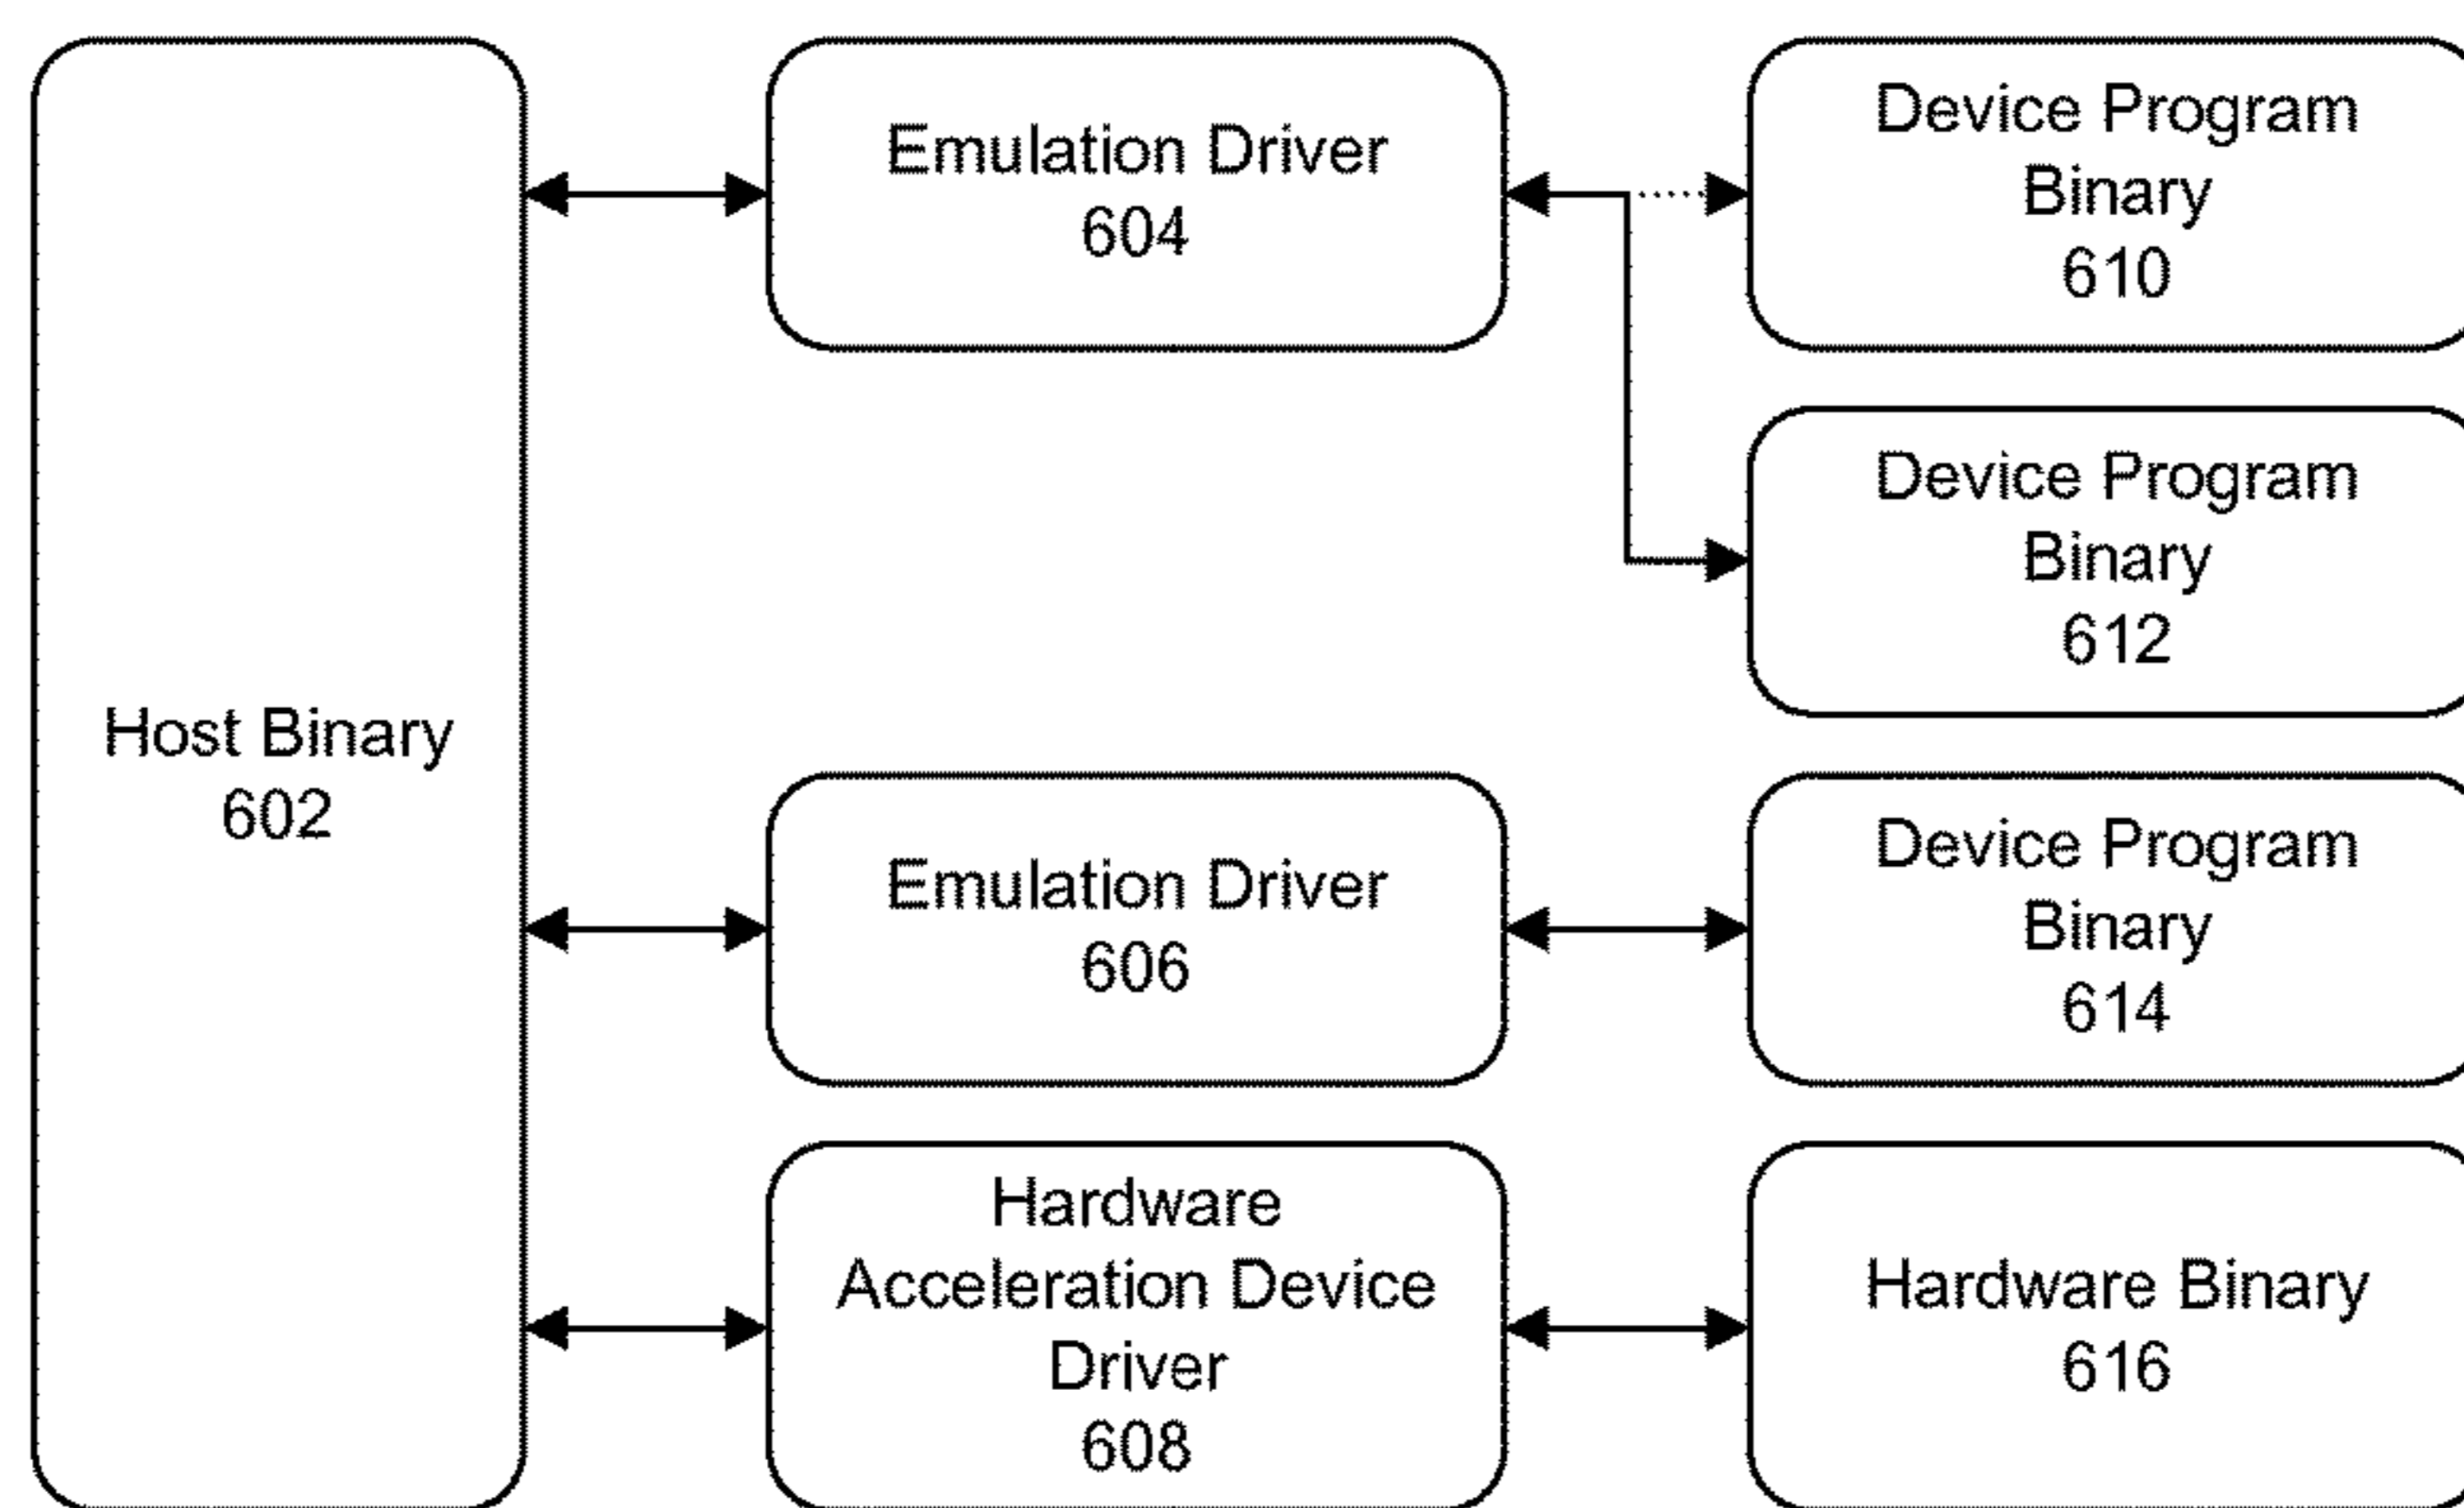 Host Binary
602
Emulation Driver
604
Device Program
Binary
610
Device Program
Binary
612
Emulation Driver
606
Device Program
Binary
614
Hardware
Acceleration Device
Driver
608
Hardware Binary
616